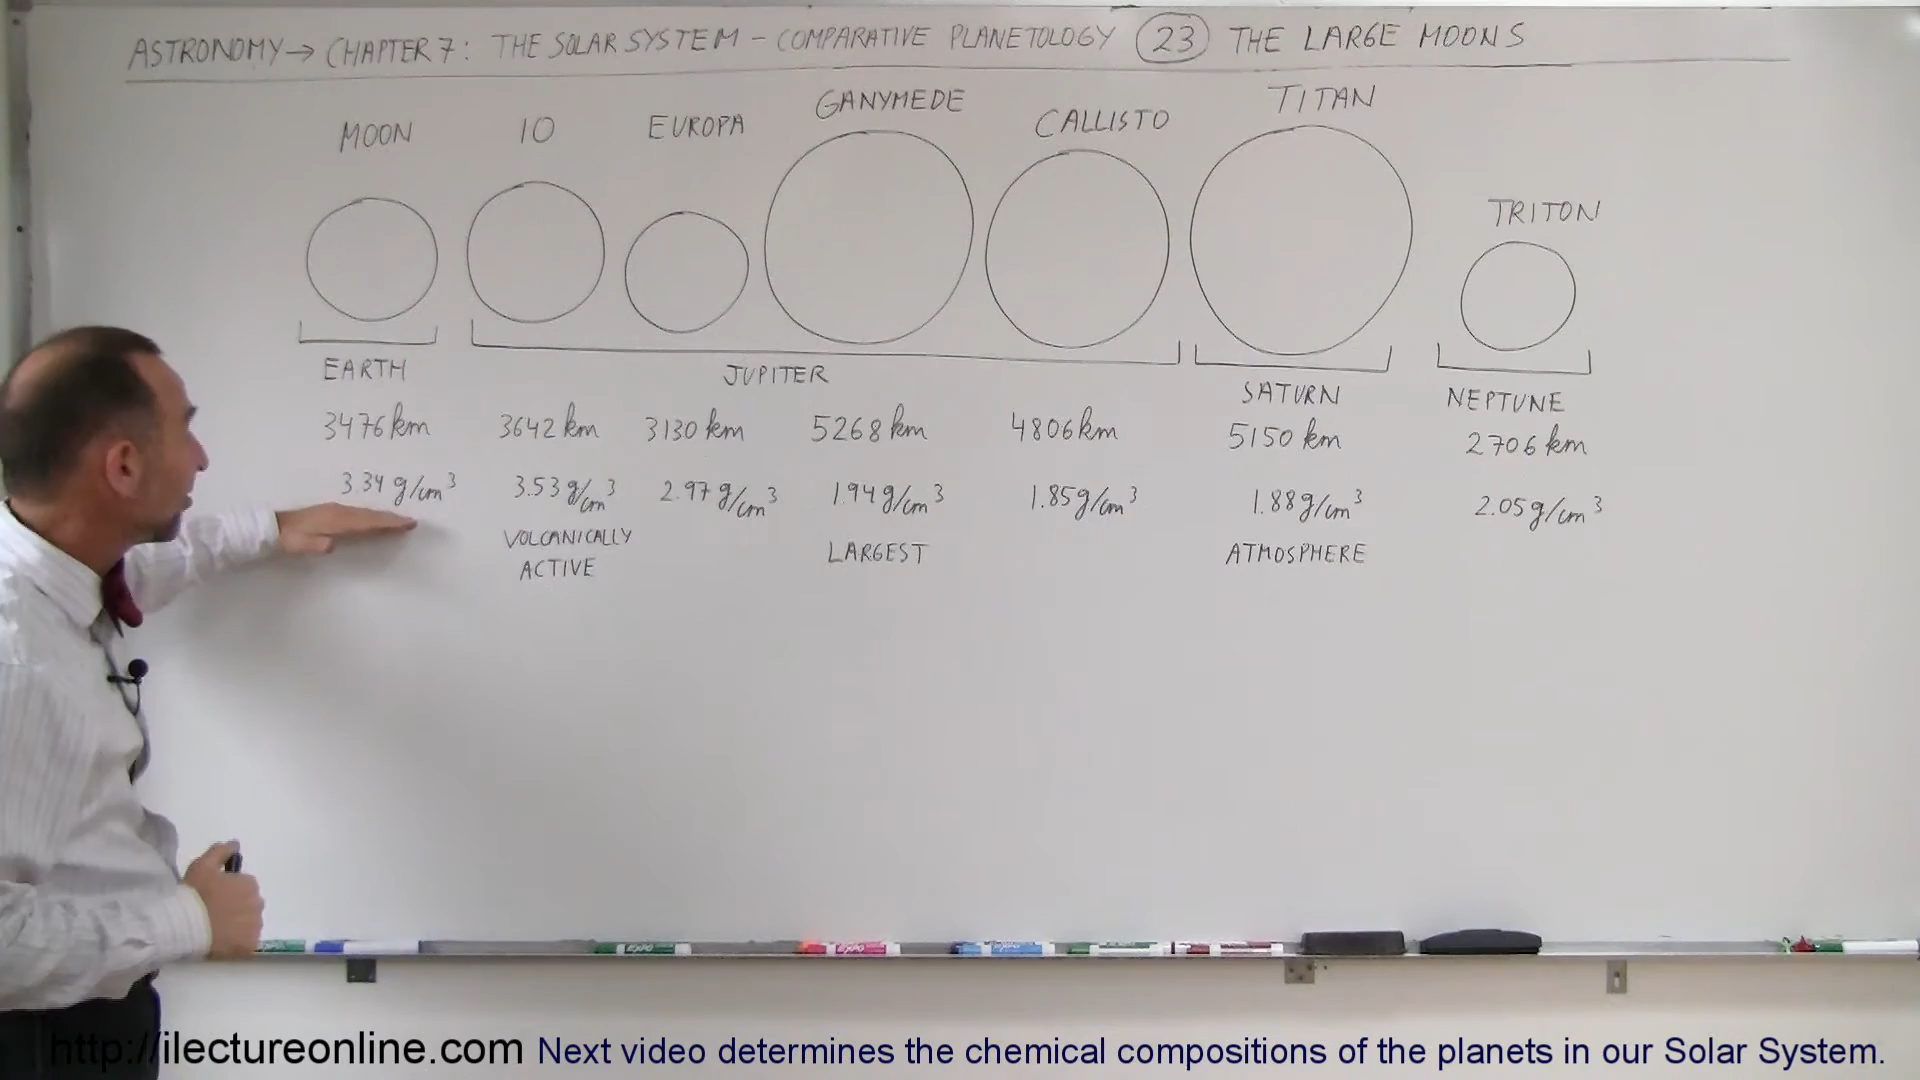 ASTRONOMY → CHAPTER 7: THE SOLAR SYSTEM - COMPARATIVE PLANETOLOGY 23 THE LARGE MOONS
MOON IO EUROPA GANYMEDE CALLISTO TITAN
TRITON
EARTH JUPITER SATURN NEPTUNE
3476 km 3642 km 3130 km 5268 km 4806 km 5150 km 2706 km
3.34 g/cm³ 3.53 g/cm³ 2.97 g/cm³ 1.94 g/cm³ 1.85 g/cm³ 1.88 g/cm³ 2.05 g/cm³
VOLCANICALLY LARGEST ATMOSPHERE
ACTIVE
EXPO
http://ilectureonline.com Next video determines the chemical compositions of the planets in our Solar System.